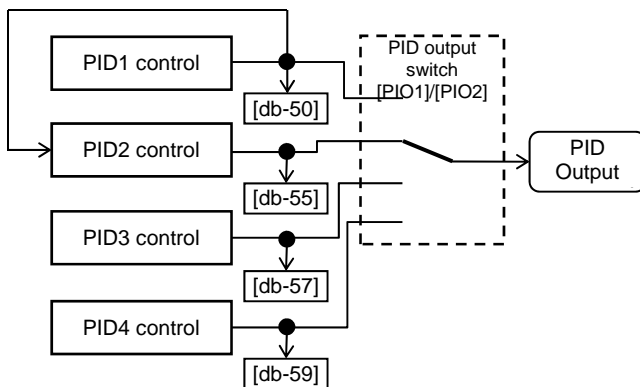 PID1 control
PID output
switch
[PIO1]/[PIO2]
[db-50]
PID2 control
PID
Output
[db-55]
PID3 control
[db-57]
PID4 control
[db-59]